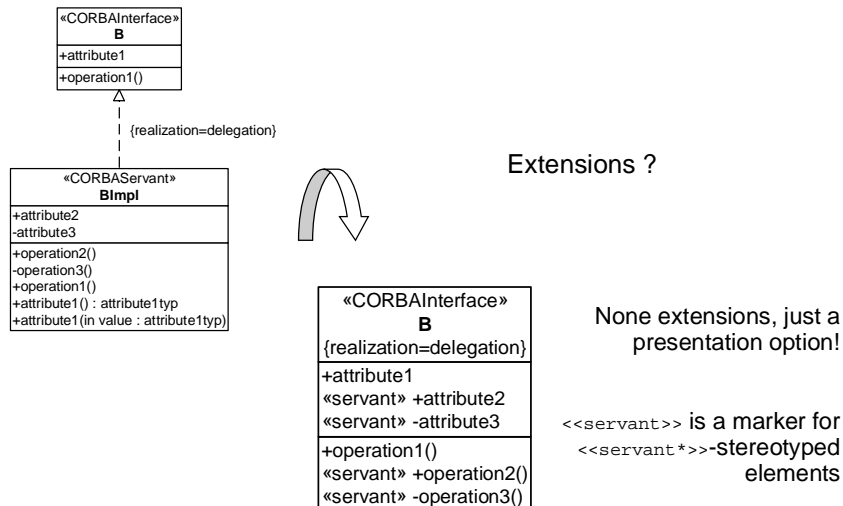 «CORBAInterface»
B
+attribute1
+operation1()
{realization=delegation}
«CORBAServant»
BImpl
+attribute2
-attribute3
+operation2()
-operation3()
+operation1()
+attribute1() : attribute1typ
+attribute1(in value : attribute1typ)
Extensions ?
«CORBAInterface»
B
{realization=delegation}
+attribute1
«servant» +attribute2
«servant» -attribute3
+operation1()
«servant» +operation2()
«servant» -operation3()
None extensions, just a
presentation option!
<<servant>> is a marker for
<<servant*>>-stereotyped
elements